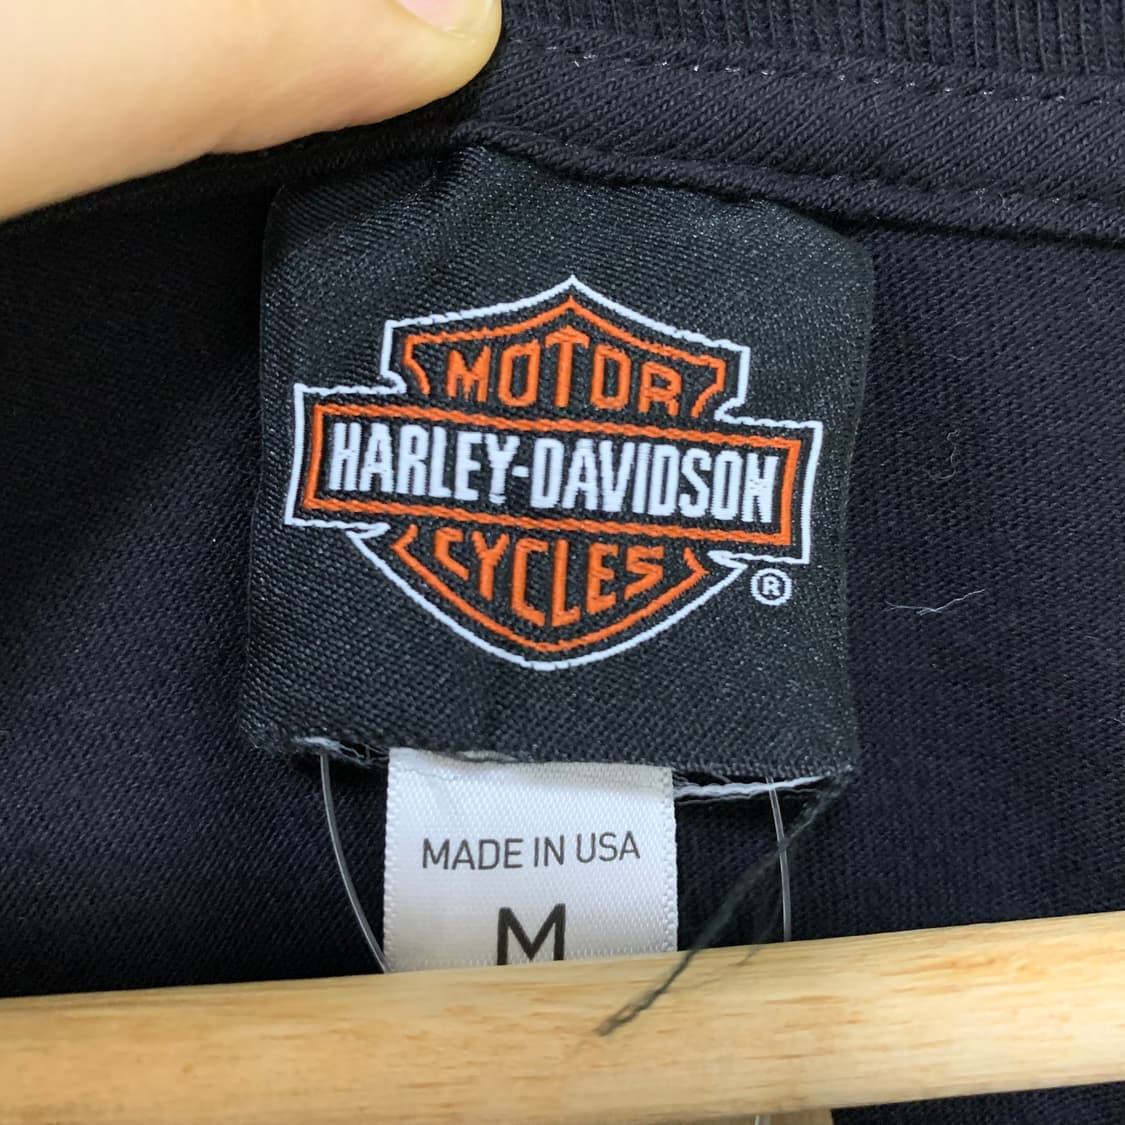 MOTOR
HARLEY-DAVIDSON
CYCLES
®
MADE IN USA
M